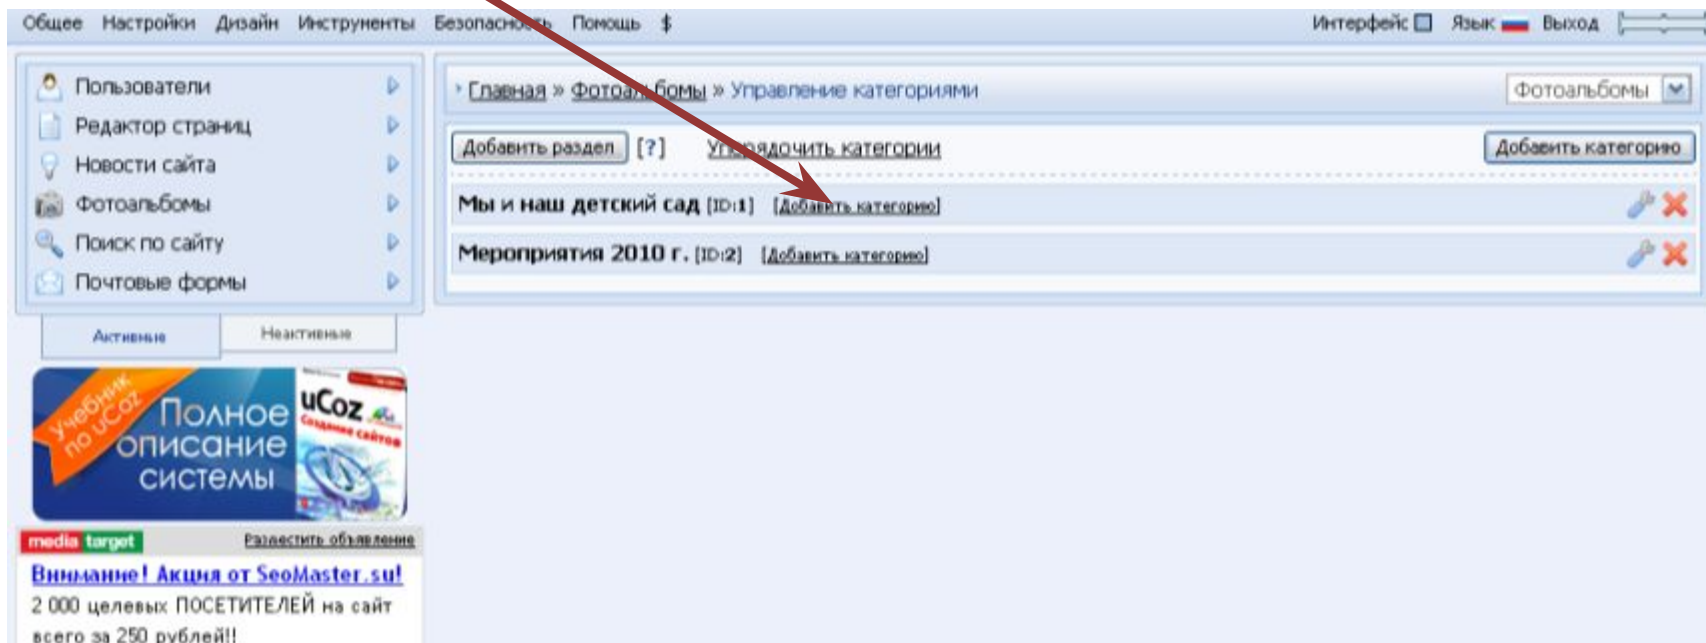 Общее Настройки Дизайн Инструменты Безопасность Помощь $ Интерфейс Язык Выход
Пользователи
Редактор страниц
Новости сайта
Фотоальбомы
Поиск по сайту
Почтовые формы
Активные Неактивные
Главная » Фотоальбомы » Управление категориями Фотоальбомы
Добавить раздел [?] Упорядочить категории Добавить категорию
Мы и наш детский сад [ID:1] [Добавить категорию]
Мероприятия 2010 г. [ID:2] [Добавить категорию]
Учебник
по uCoz
Полное
описание
системы
uCoz
Создание сайтов
media target Разместить объявление
Внимание! Акция от SeoMaster.su!
2 000 целевых ПОСЕТИТЕЛЕЙ на сайт
всего за 250 рублей!!